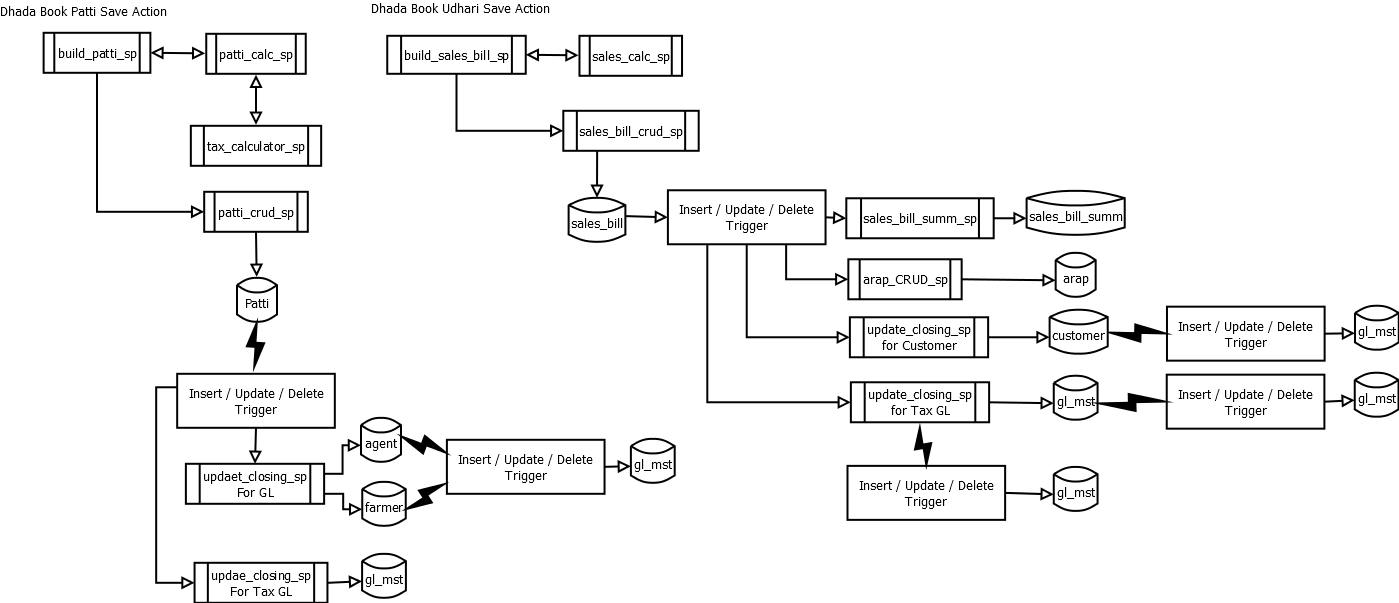 Dhada Book Patti Save Action
build_patti_sp
patti_calc_sp
tax_calculator_sp
patti_crud_sp
Patti
Insert / Update / Delete
Trigger
updaet_closing_sp
For GL
agent
farmer
Insert / Update / Delete
Trigger
gl_mst
updae_closing_sp
For Tax GL
gl_mst
Dhada Book Udhari Save Action
build_sales_bill_sp
sales_calc_sp
sales_bill_crud_sp
sales_bill
Insert / Update / Delete
Trigger
sales_bill_summ_sp
sales_bill_summ
arap_CRUD_sp
arap
update_closing_sp
for Customer
customer
Insert / Update / Delete
Trigger
gl_mst
update_closing_sp
for Tax GL
gl_mst
Insert / Update / Delete
Trigger
gl_mst
Insert / Update / Delete
Trigger
gl_mst